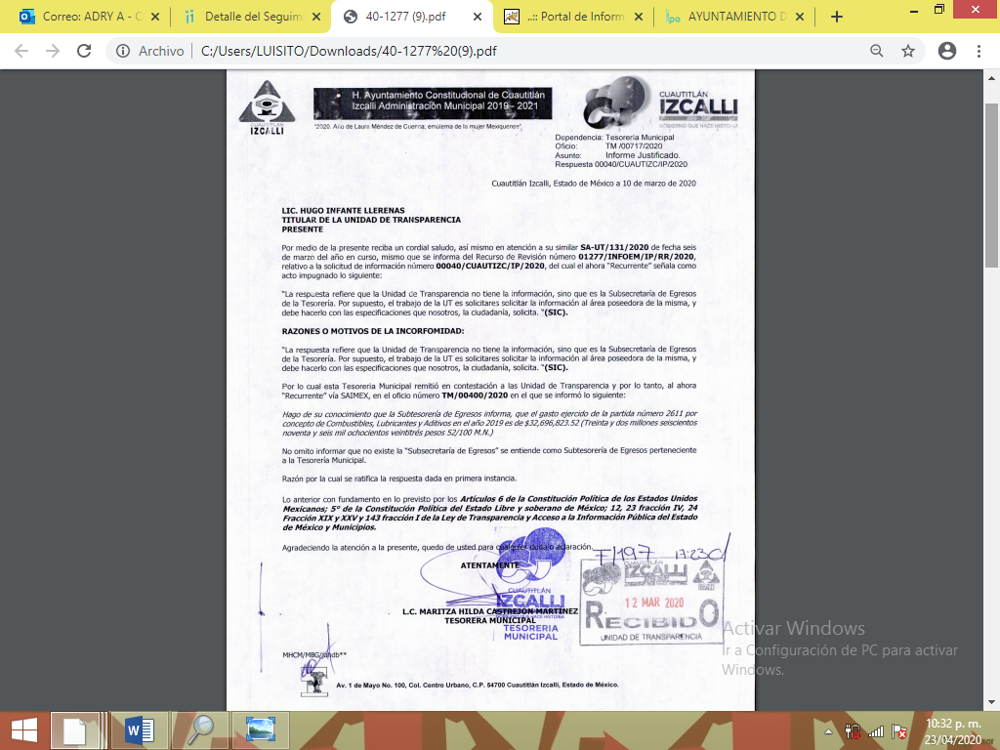 Correo: ADRY A - C
Detalle del Seguim
40-1277 (9).pdf
..:: Portal de Inform
AYUNTAMIENTO D
Archivo
C:/Users/LUISITO/Downloads/40-1277%20(9).pdf
CUAUTITLÁN
IZCALLI
• H. Ayuntamiento Constitucional de Cuautitlán
Izcalli Administración Municipal 2019 - 2021
"2020. Año de Laura Méndez de Cuenca; emblema de la mujer Mexiquense".
CUAUTITLÁN
IZCALLI
GOBIERNO QUE HACE HISTORIA
Dependencia: Tesorería Municipal
Oficio: TM /00717/2020
Asunto: Informe Justificado.
Respuesta 00040/CUAUTIZC/IP/2020
Cuautitlán Izcalli, Estado de México a 10 de marzo de 2020
LIC. HUGO INFANTE LLERENAS
TITULAR DE LA UNIDAD DE TRANSPARENCIA
PRESENTE
Por medio de la presente reciba un cordial saludo, así mismo en atención a su similar SA-UT/131/2020 de fecha seis
de marzo del año en curso, mismo que se informa del Recurso de Revisión número 01277/INFOEM/IP/RR/2020,
relativo a la solicitud de información número 00040/CUAUTIZC/IP/2020, del cual el ahora "Recurrente" señala como
acto impugnado lo siguiente:
"La respuesta refiere que la Unidad de Transparencia no tiene la información, sino que es la Subsecretaría de Egresos
de la Tesorería. Por supuesto, el trabajo de la UT es solicitares solicitar la información al área poseedora de la misma, y
debe hacerlo con las especificaciones que nosotros, la ciudadanía, solicita. "(SIC).
RAZONES O MOTIVOS DE LA INCORFOMIDAD:
"La respuesta refiere que la Unidad de Transparencia no tiene la información, sino que es la Subsecretaría de Egresos
de la Tesorería. Por supuesto, el trabajo de la UT es solicitares solicitar la información al área poseedora de la misma, y
debe hacerlo con las especificaciones que nosotros, la ciudadanía, solicita. "(SIC).
Por lo cual esta Tesorería Municipal remitió en contestación a las Unidad de Transparencia y por lo tanto, al ahora
"Recurrente" vía SAIMEX, en el oficio número TM/00400/2020 en el que se informó lo siguiente:
Hago de su conocimiento que la Subtesorería de Egresos informa, que el gasto ejercido de la partida número 2611 por
concepto de Combustibles, Lubricantes y Aditivos en el año 2019 es de $32,696,823.52 (Treinta y dos millones seiscientos
noventa y seis mil ochocientos veintitrés pesos 52/100 M.N.)
No omito informar que no existe la "Subsecretaría de Egresos" se entiende como Subtesorería de Egresos perteneciente
a la Tesorería Municipal.
Razón por la cual se ratifica la respuesta dada en primera instancia.
Lo anterior con fundamento en lo previsto por los Artículos 6 de la Constitución Política de los Estados Unidos
Mexicanos; 5° de la Constitución Política del Estado Libre y soberano de México; 12, 23 fracción IV, 24
Fracción XIX y XXV y 143 fracción I de la Ley de Transparencia y Acceso a la Información Pública del Estado
de México y Municipios.
Agradeciendo la atención a la presente, quedo de usted para cualquier duda o aclaración.
F/197
ATENTAMENTE
CUAUTITLÁN
IZCALLI
TESORERIA
MUNICIPAL
L.C. MARITZA HILDA CASTREJÓN MARTÍNEZ
TESORERA MUNICIPAL
CUAUTITLÁN
IZCALLI
12 MAR 2020
RECIBIDO
UNIDAD DE TRANSPARENCIA
Av. 1 de Mayo No. 100, Col. Centro Urbano, C.P. 54700 Cuautitlán Izcalli, Estado de México.
Activar Windows
Ir a Configuración de PC para activar
Windows.
10:32 p. m.
23/04/2020